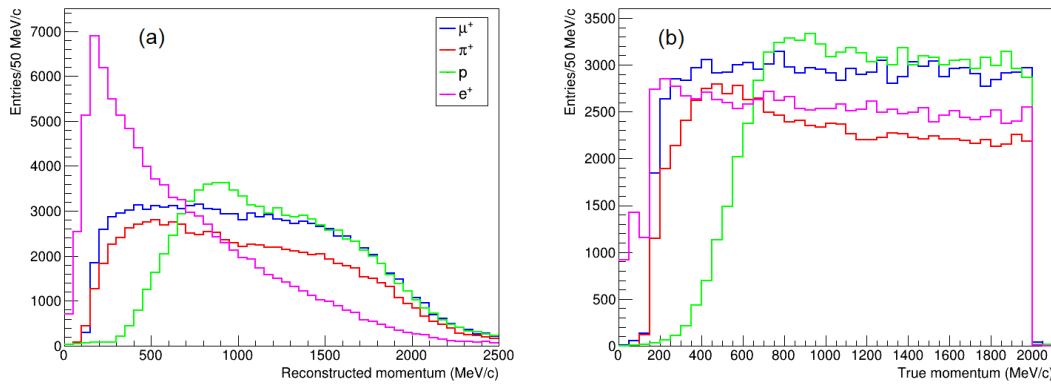 Entries/50 MeV/c
7000
6000
5000
4000
3000
2000
1000
0
0 500 1000 1500 2000 2500
Reconstructed momentum (MeV/c)
(a)
μ⁺
π⁺
p
e⁺
Entries/50 MeV/c
3500
3000
2500
2000
1500
1000
500
0
0 200 400 600 800 1000 1200 1400 1600 1800 2000
True momentum (MeV/c)
(b)